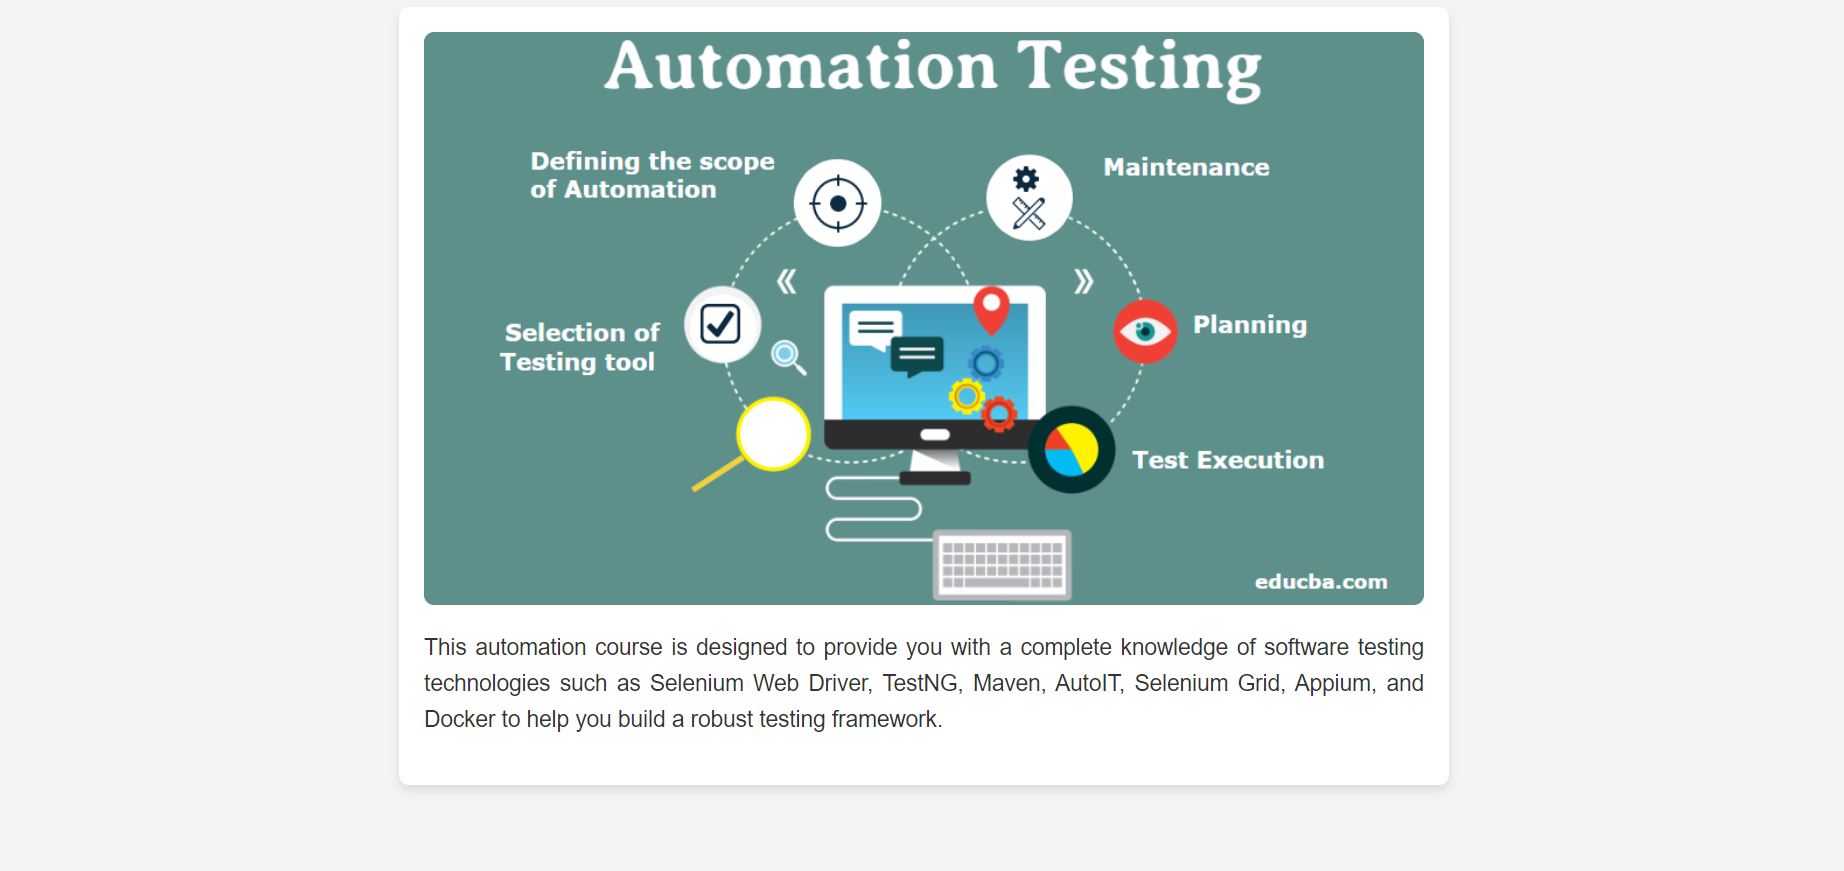 Automation Testing
Defining the scope
of Automation
Maintenance
Selection of
Testing tool
Planning
Test Execution
educba.com
This automation course is designed to provide you with a complete knowledge of software testing
technologies such as Selenium Web Driver, TestNG, Maven, AutoIT, Selenium Grid, Appium, and
Docker to help you build a robust testing framework.